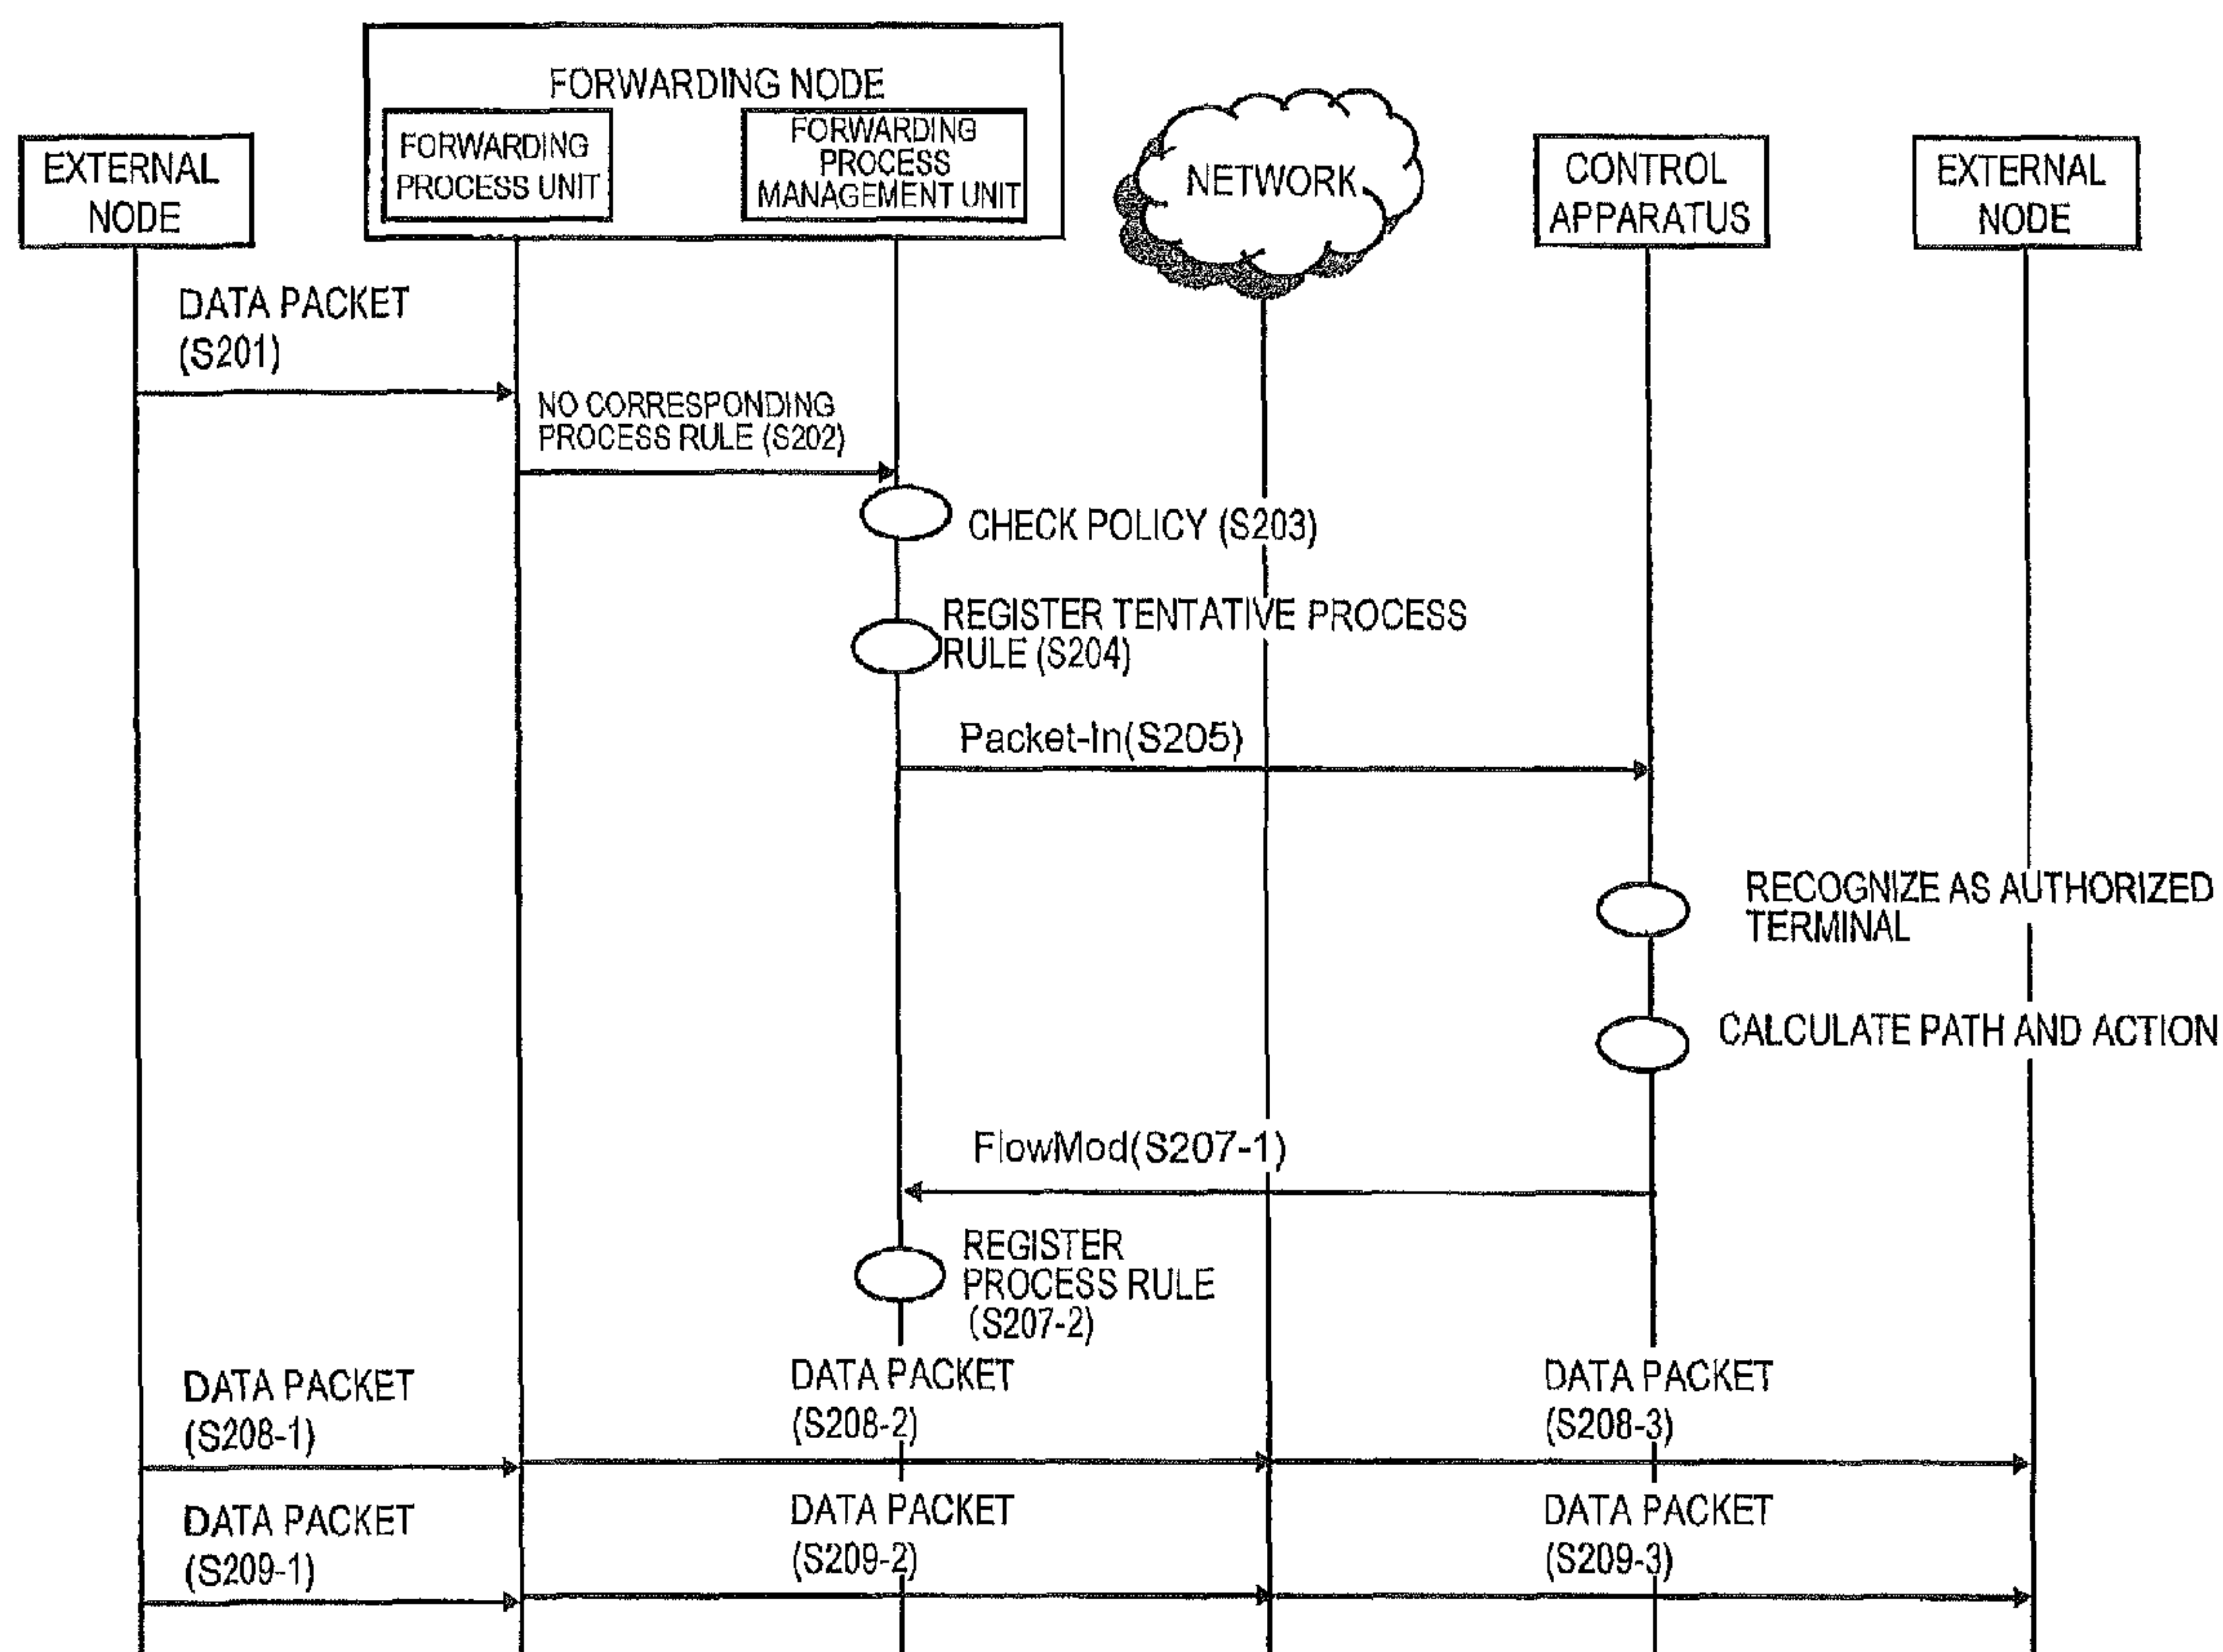 FORWARDING NODE
EXTERNAL
NODE
FORWARDING
PROCESS UNIT
FORWARDING
PROCESS
MANAGEMENT UNIT
NETWORK
CONTROL
APPARATUS
EXTERNAL
NODE
DATA PACKET
(S201)
NO CORRESPONDING
PROCESS RULE (S202)
CHECK POLICY (S203)
REGISTER TENTATIVE PROCESS
RULE (S204)
Packet-In(S205)
RECOGNIZE AS AUTHORIZED
TERMINAL
CALCULATE PATH AND ACTION
FlowMod(S207-1)
REGISTER
PROCESS RULE
(S207-2)
DATA PACKET
(S208-1)
DATA PACKET
(S208-2)
DATA PACKET
(S208-3)
DATA PACKET
(S209-1)
DATA PACKET
(S209-2)
DATA PACKET
(S209-3)